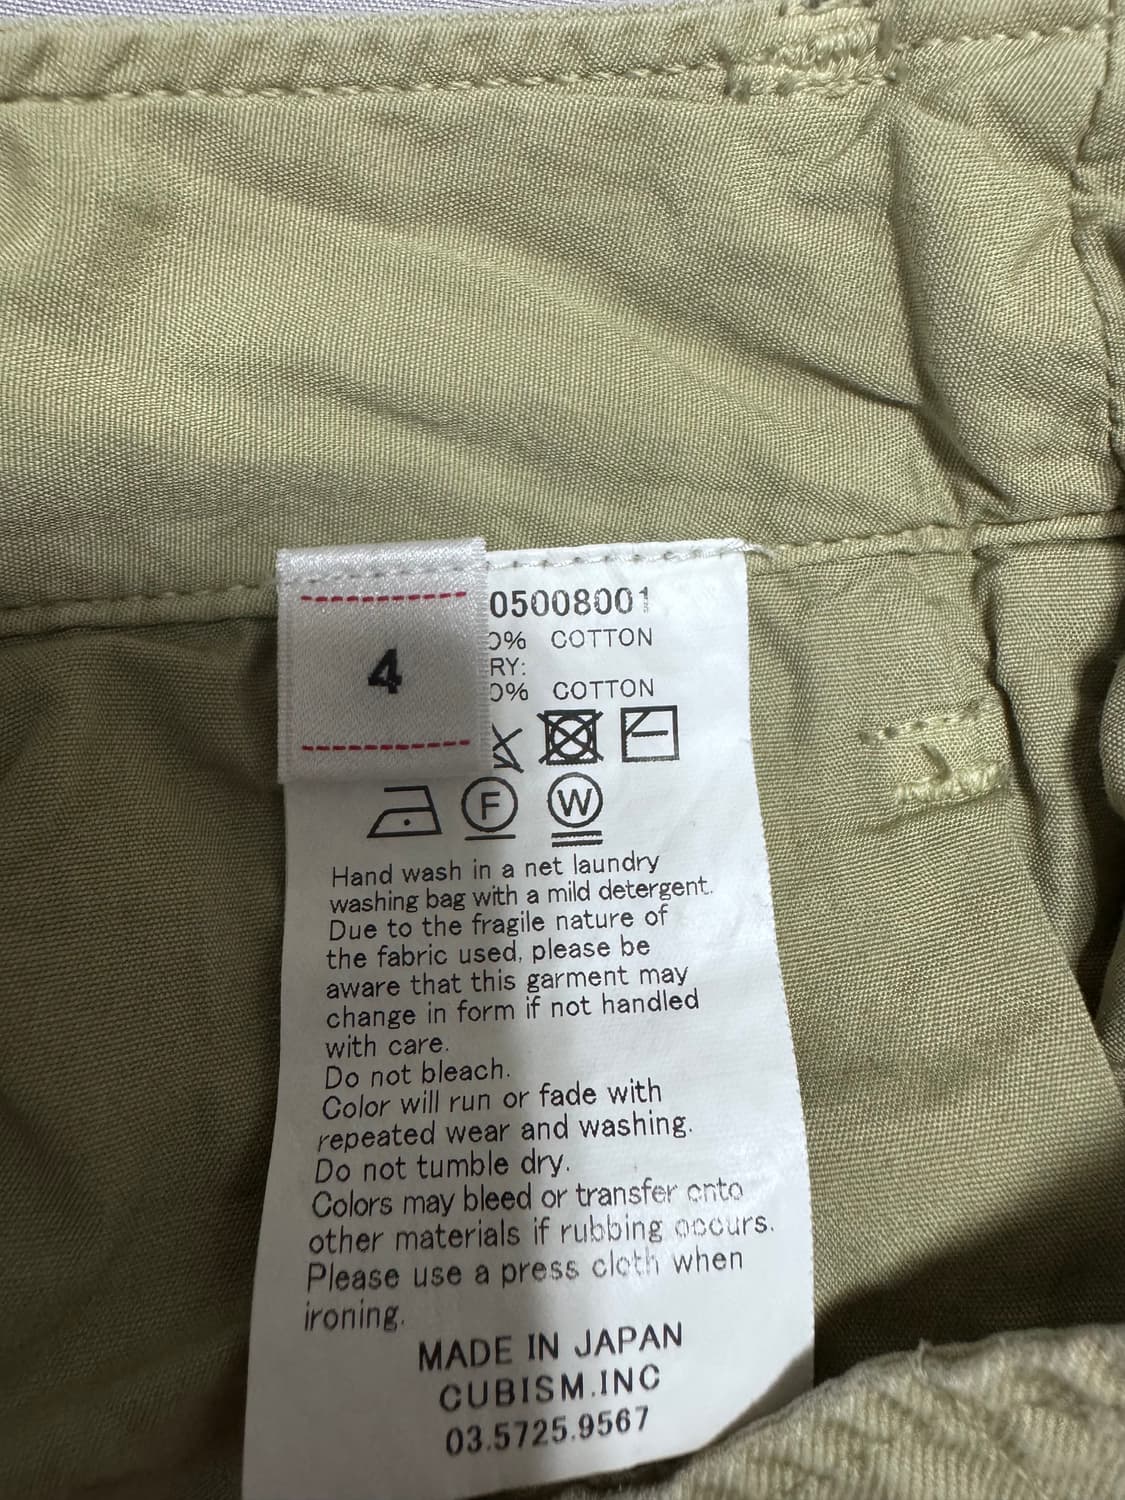 4
05008001
0% COTTON
RY:
0% COTTON
F W
Hand wash in a net laundry
washing bag with a mild detergent.
Due to the fragile nature of
the fabric used, please be
aware that this garment may
change in form if not handled
with care.
Do not bleach.
Color will run or fade with
repeated wear and washing.
Do not tumble dry.
Colors may bleed or transfer onto
other materials if rubbing occurs.
Please use a press cloth when
ironing.
MADE IN JAPAN
CUBISM.INC
03.5725.9567